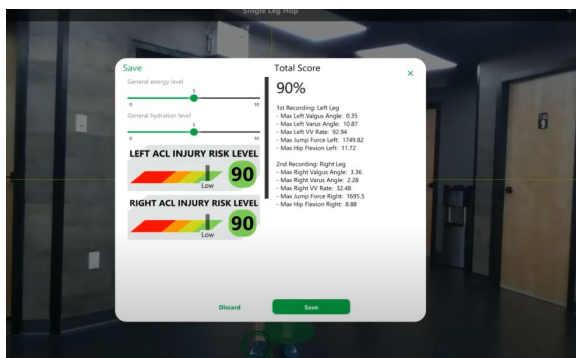 Single Leg Hop
Save
General energy level
5
0 10
General hydration level
5
0 10
LEFT ACL INJURY RISK LEVEL
90
Low
RIGHT ACL INJURY RISK LEVEL
90
Low
Total Score
×
90%
1st Recording: Left Leg
- Max Left Valgus Angle: 0.35
- Max Left Varus Angle: 10.87
- Max Left VV Rate: 92.94
- Max Jump Force Left: 1749.82
- Max Hip Flexion Left: 11.72
2nd Recording: Right Leg
- Max Right Valgus Angle: 3.36
- Max Right Varus Angle: 2.28
- Max Right VV Rate: 32.48
- Max Jump Force Right: 1695.5
- Max Hip Flexion Right: 8.88
Discard
Save